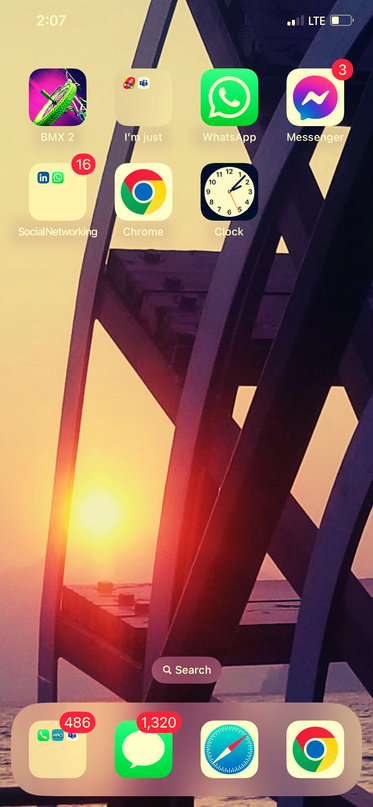 2:07 LTE
3
BMX 2 I'm just WhatsApp Messenger
16
SocialNetworking Chrome Clock
Search
486 1,320